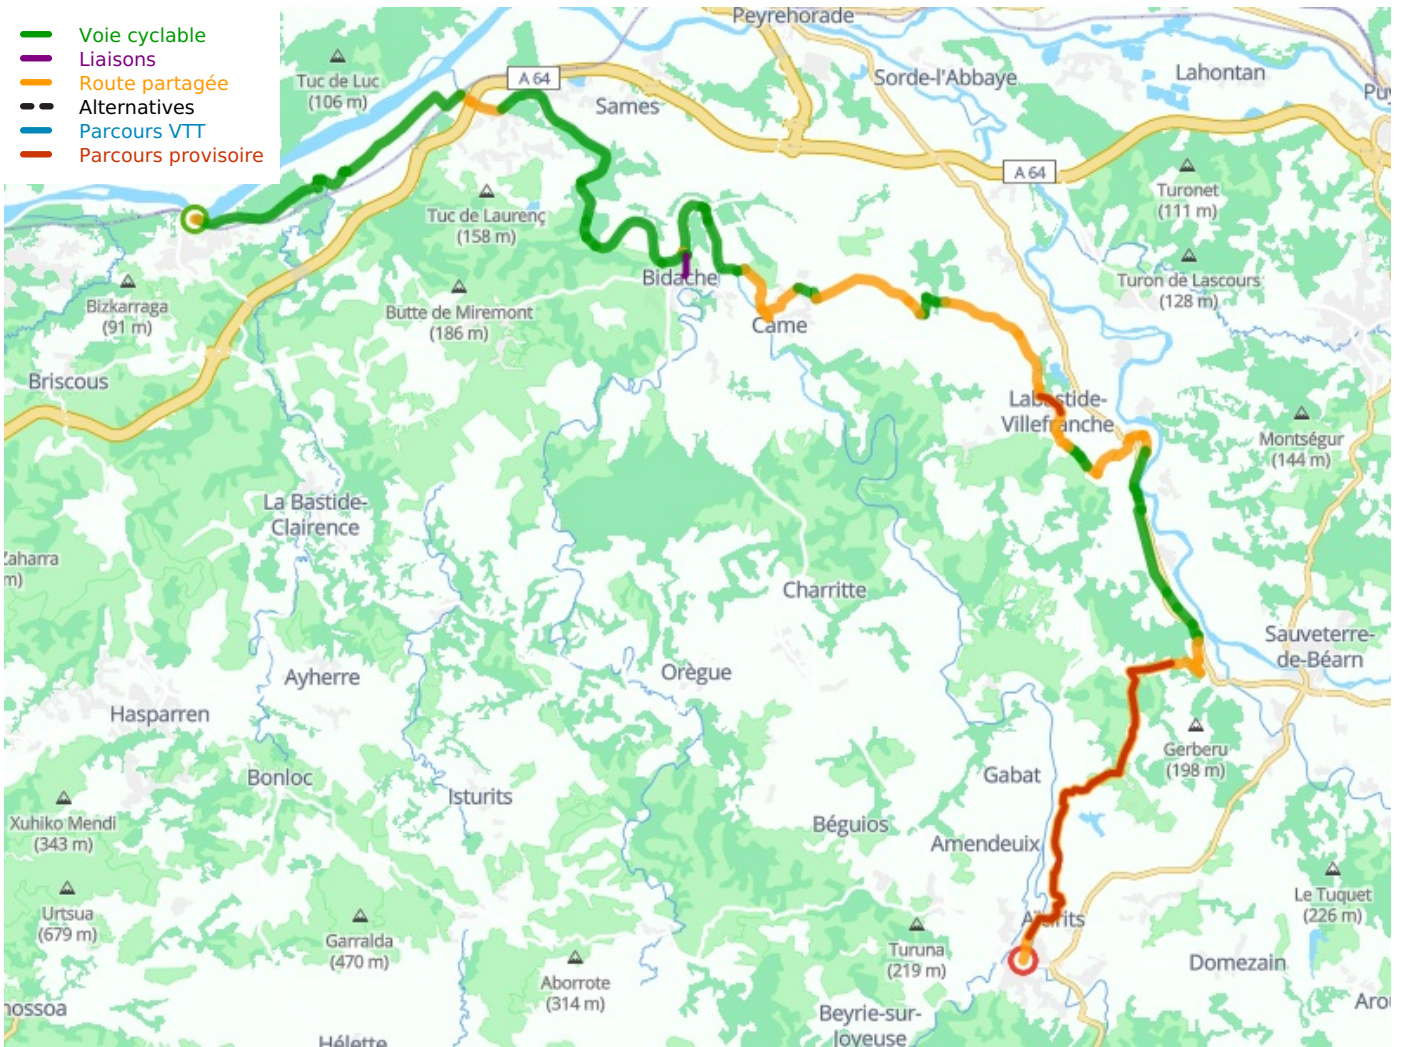 Voie cyclable
Liaisons
Route partagée
Alternatives
Parcours VTT
Parcours provisoire
Peyrehorade
Tuc de Luc
(106 m)
A 64
Sames
Sorde-l'Abbaye
Lahontan
A 64
Turonet
(111 m)
Tuc de Laurenç
(158 m)
Bizkarraga
(91 m)
Butte de Miremont
(186 m)
Bidache
Came
Turon de Lascours
(128 m)
Briscous
Labastide-
Villefranche
Montségur
(144 m)
La Bastide-
Clairence
Zaharra
m)
Charritte
Sauveterre-
de-Béarn
Ayherre
Orègue
Hasparren
Gerberu
(198 m)
Bonloc
Isturits
Gabat
Xuhiko Mendi
(343 m)
Béguios
Amendeuix
Urtsua
(679 m)
Garralda
(470 m)
Aborrote
(314 m)
Turuna
(219 m)
Le Tuquet
(226 m)
Domezain
Beyrie-sur-
Joyeuse
Hélette